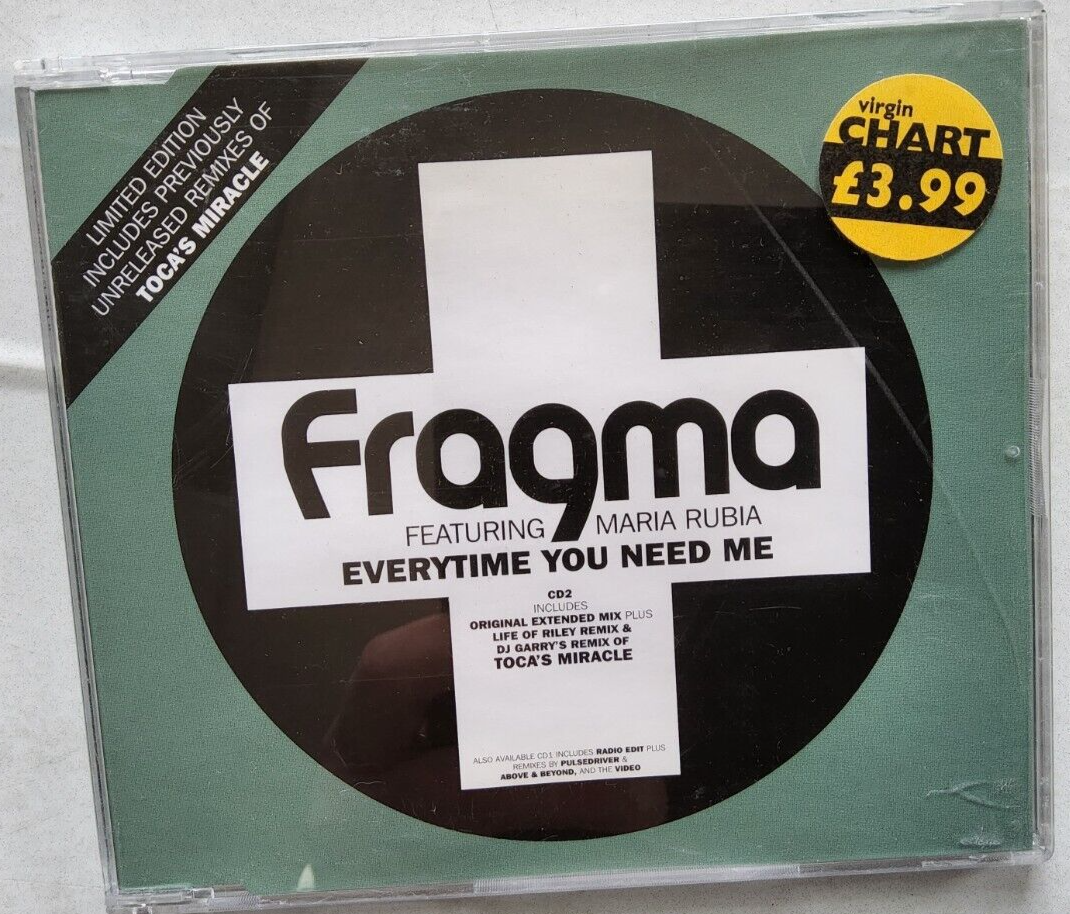 LIMITED EDITION
INCLUDES PREVIOUSLY
UNRELEASED REMIXES OF
TOCA'S MIRACLE
virgin
CHART
£3.99
Fragma
FEATURING MARIA RUBIA
EVERYTIME YOU NEED ME
CD2
INCLUDES
ORIGINAL EXTENDED MIX PLUS
LIFE OF RILEY REMIX &
DJ GARRY'S REMIX OF
TOCA'S MIRACLE
ALSO AVAILABLE CD1 INCLUDES RADIO EDIT PLUS
REMIXES BY PULSEDRIVER &
ABOVE & BEYOND, AND THE VIDEO